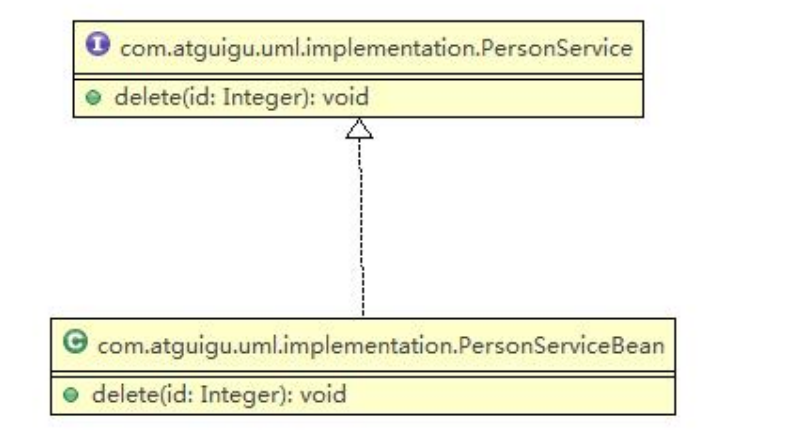 I com.atguigu.uml.implementation.PersonService
delete(id: Integer): void
C com.atguigu.uml.implementation.PersonServiceBean
delete(id: Integer): void